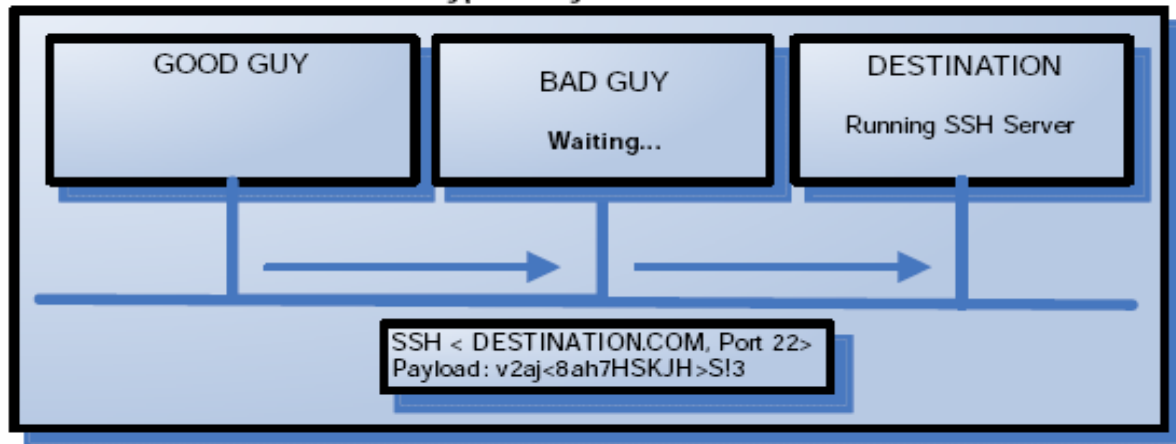 GOOD GUY
BAD GUY
Waiting...
DESTINATION
Running SSH Server
SSH < DESTINATION.COM, Port 22>
Payload: v2aj<8ah7HSKJH>S!3